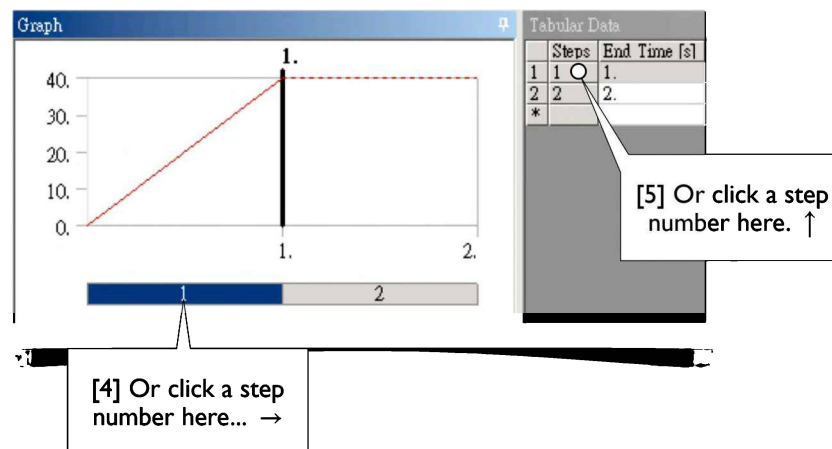 Graph
1.
40.
30.
20.
10.
0.
1.
2.
1
2
[4] Or click a step
number here... →
Tabular Data
Steps End Time [s]
1 1 1.
2 2 2.
*
[5] Or click a step
number here. ↑